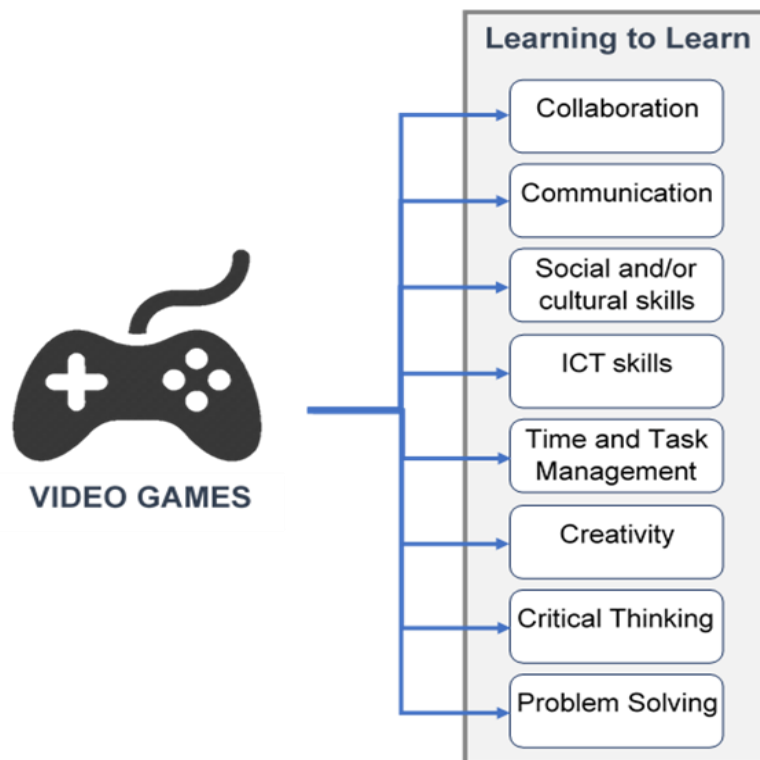 Learning to Learn
Collaboration
Communication
Social and/or
cultural skills
ICT skills
Time and Task
Management
Creativity
Critical Thinking
Problem Solving
VIDEO GAMES